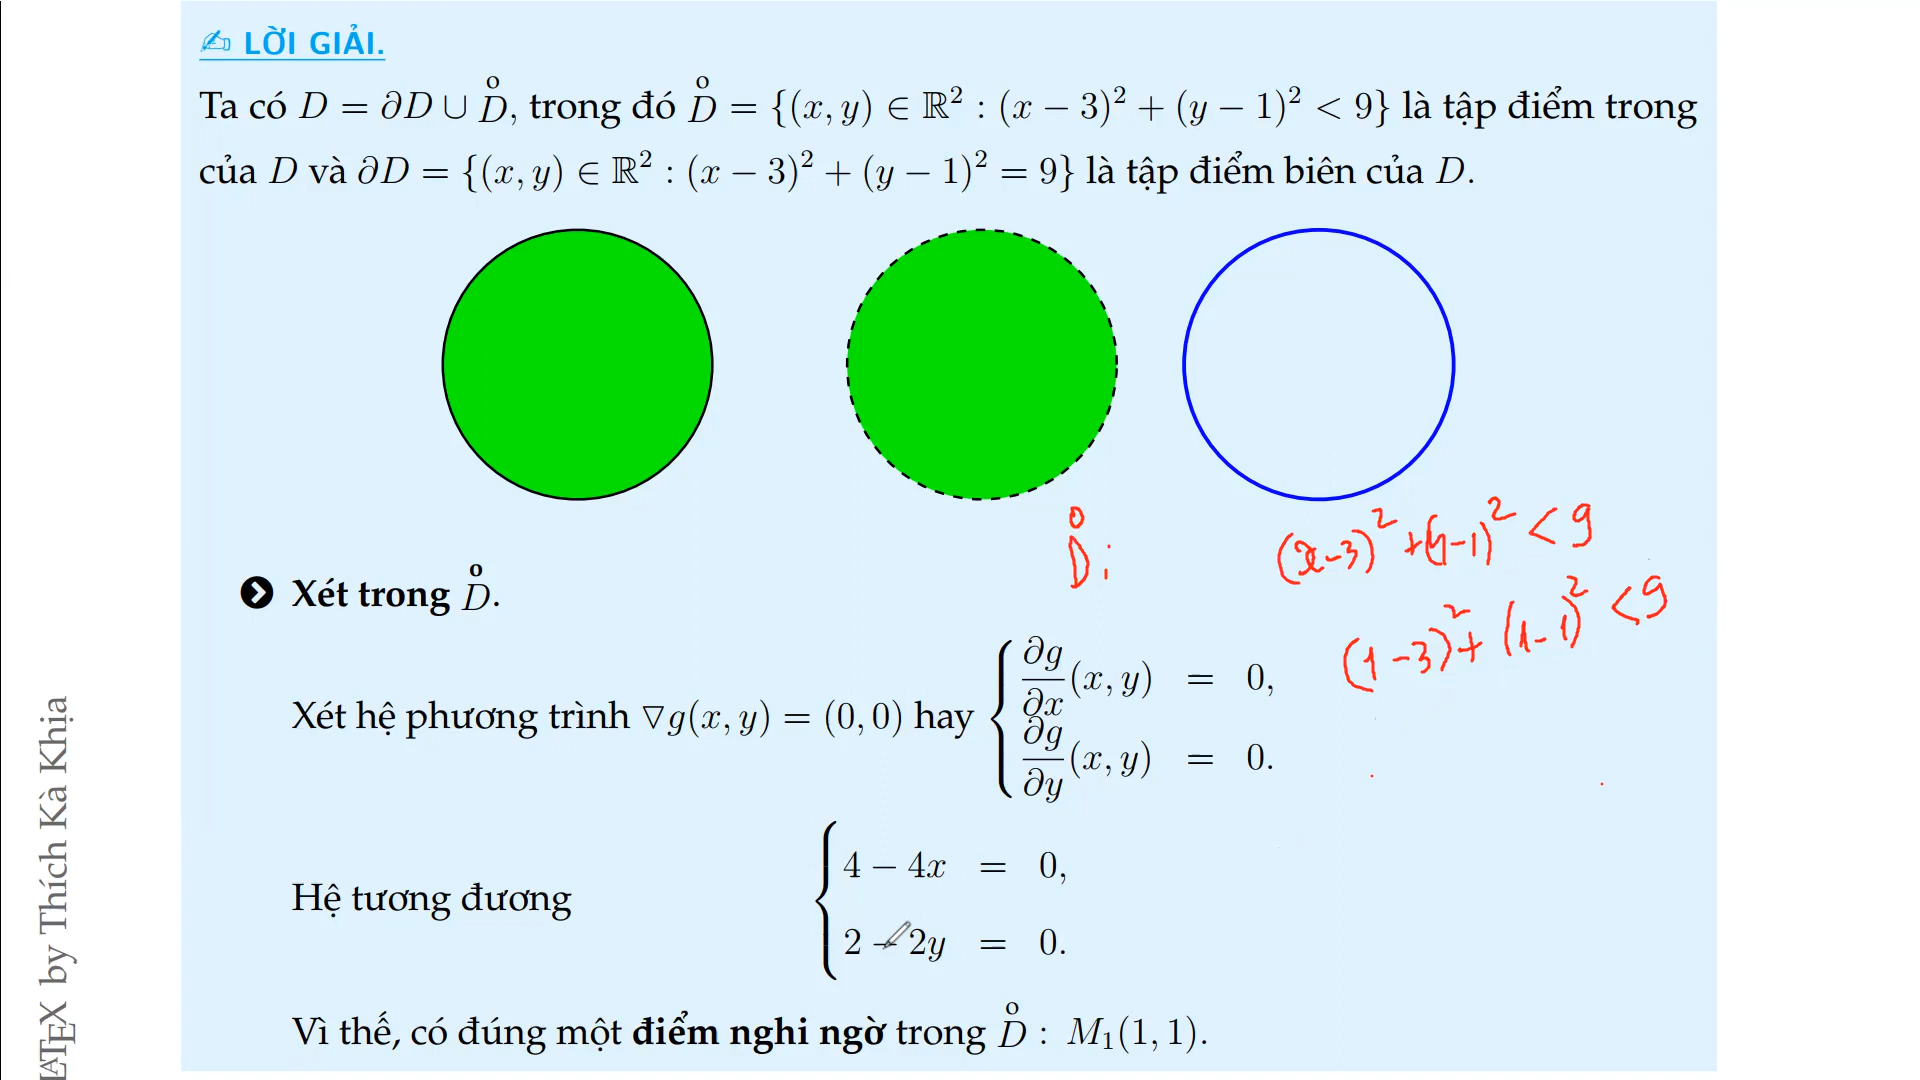 ✍ LỜI GIẢI.
Ta có D = ∂D ∪ D̊, trong đó D̊ = {(x, y) ∈ ℝ² : (x − 3)² + (y − 1)² < 9} là tập điểm trong
của D và ∂D = {(x, y) ∈ ℝ² : (x − 3)² + (y − 1)² = 9} là tập điểm biên của D.
D̊ : (x−3)² + (y−1)² < 9
Xét trong D̊.
(1−3)² + (1−1)² < 9
Xét hệ phương trình ▽g(x, y) = (0, 0) hay { ∂g/∂x (x, y) = 0,
∂g/∂y (x, y) = 0.
Hệ tương đương { 4 − 4x = 0,
2 − 2y = 0.
Vì thế, có đúng một điểm nghi ngờ trong D̊ : M₁(1, 1).
LATEX by Thích Kà Khịa